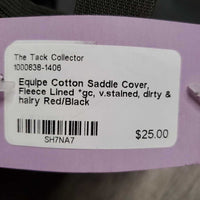 The Tack Collector
1000638-1406
Equipe Cotton Saddle Cover,
Fleece Lined *gc, v.stained, dirty &
hairy Red/Black
SH7NA7
$25.00